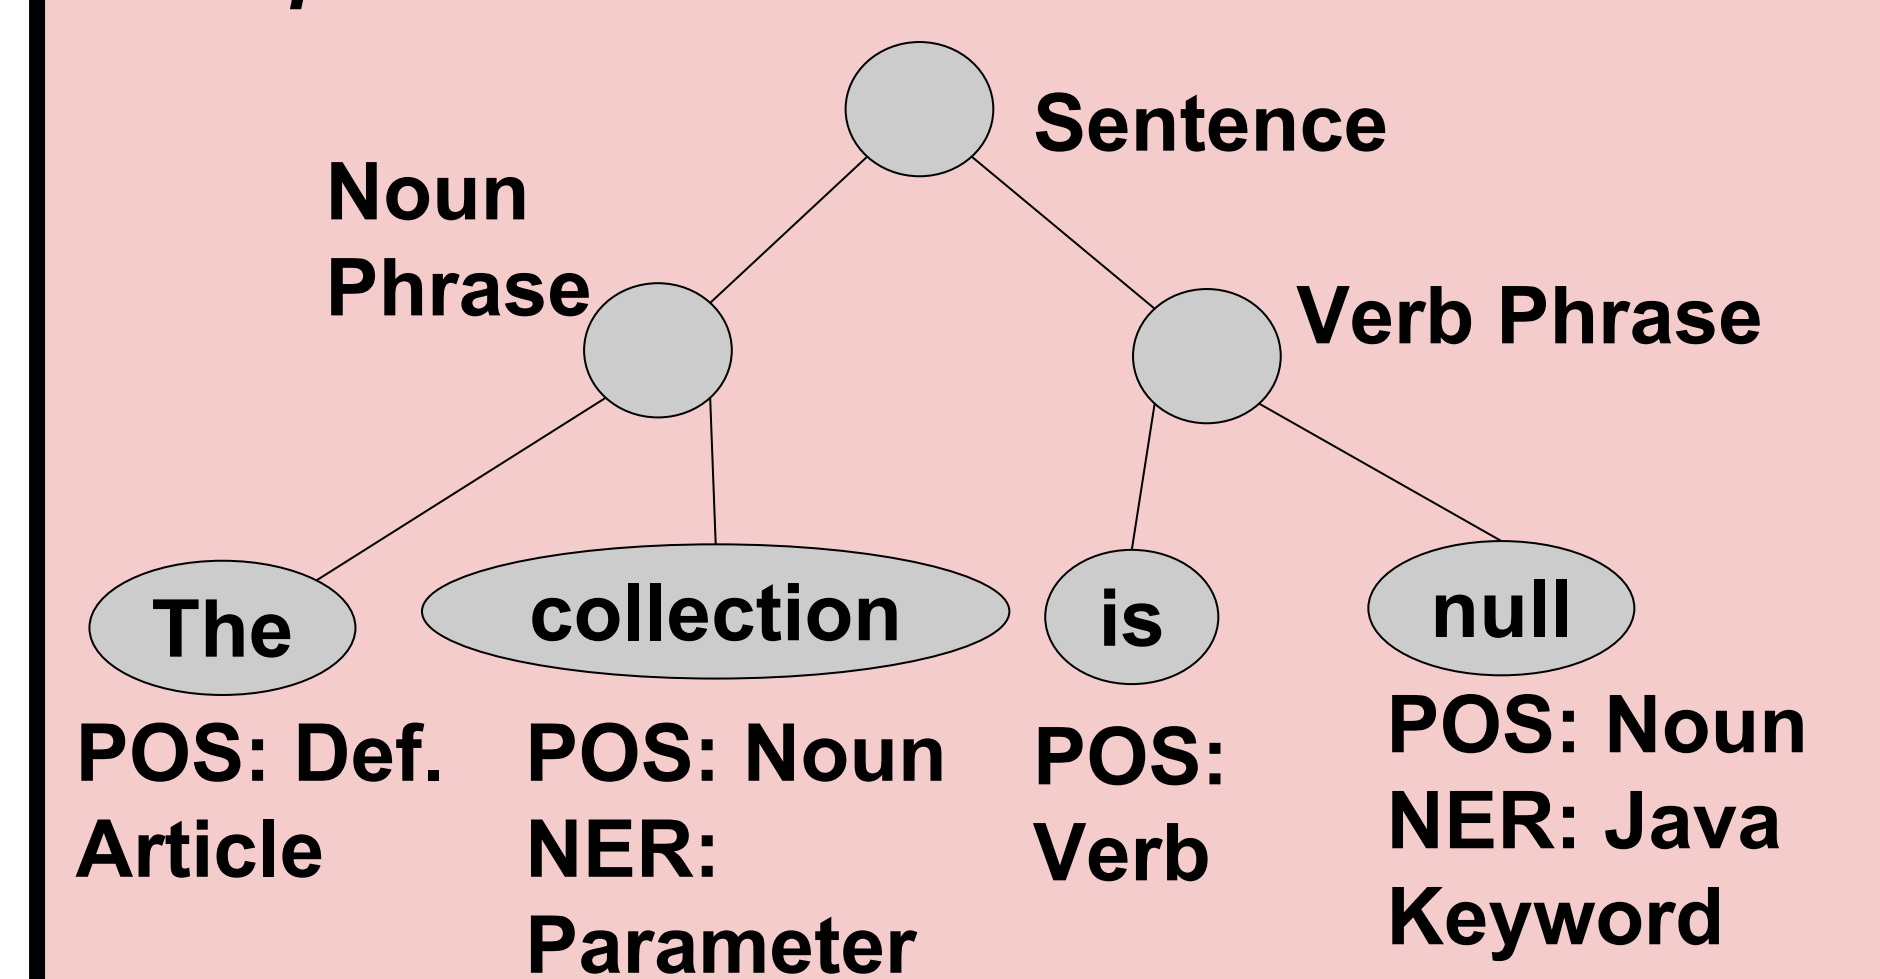 Sentence
Noun
Phrase
Verb Phrase
The
collection
is
null
POS: Def.
Article
POS: Noun
NER:
Parameter
POS:
Verb
POS: Noun
NER: Java
Keyword